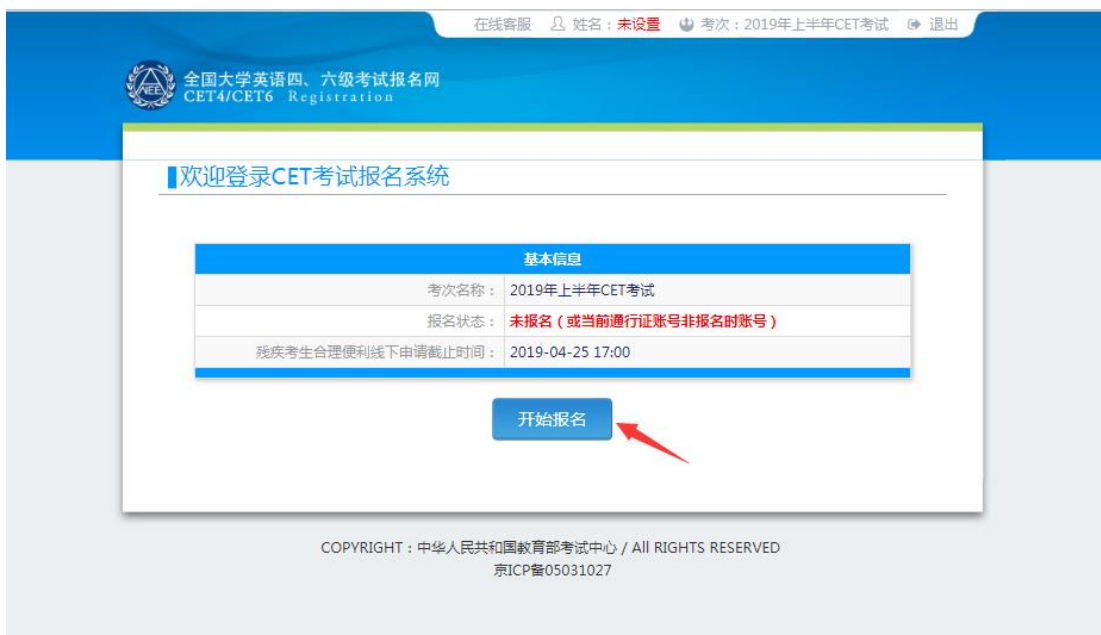 在线客服 姓名：未设置 考次：2019年上半年CET考试 退出
NEE
全国大学英语四、六级考试报名网
CET4/CET6 Registration
欢迎登录CET考试报名系统
基本信息
考次名称： 2019年上半年CET考试
报名状态： 未报名（或当前通行证账号非报名时账号）
残疾考生合理便利线下申请截止时间： 2019-04-25 17:00
开始报名
COPYRIGHT：中华人民共和国教育部考试中心 / All RIGHTS RESERVED
京ICP备05031027